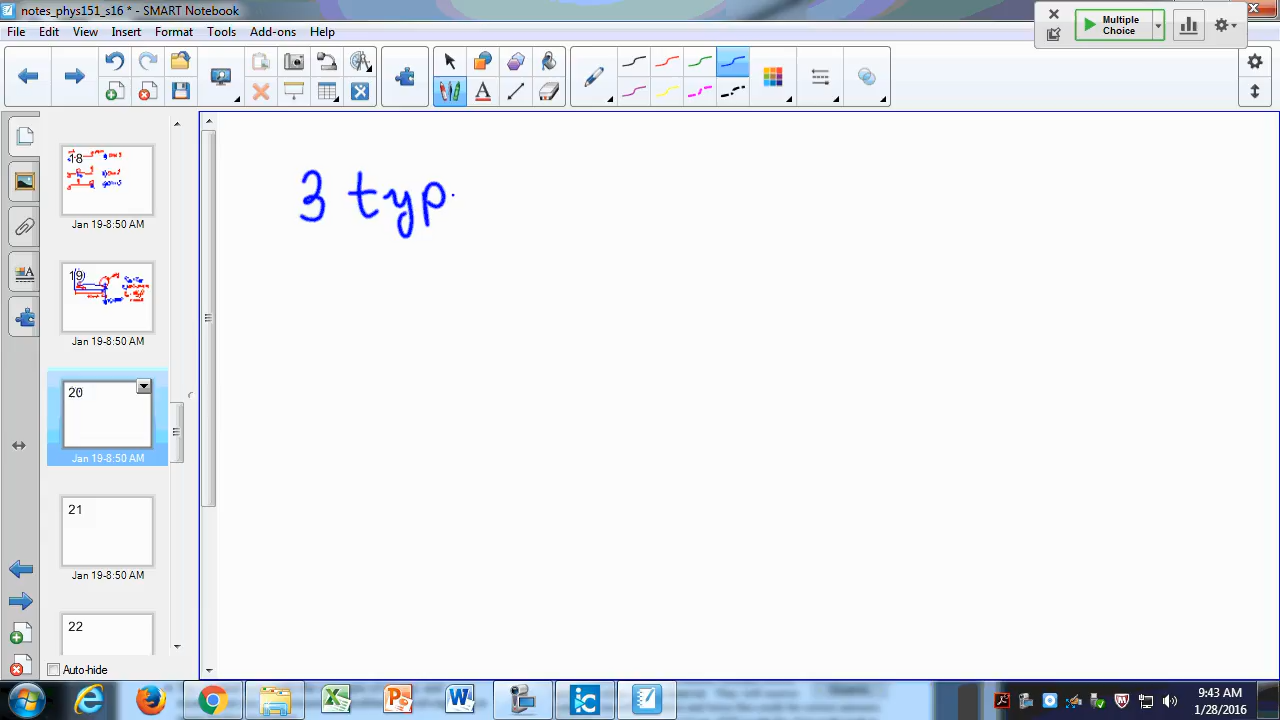 notes_phys151_s16 * - SMART Notebook
File Edit View Insert Format Tools Add-ons Help
Multiple Choice
18
Jan 19-8:50 AM
19
Jan 19-8:50 AM
20
Jan 19-8:50 AM
21
Jan 19-8:50 AM
22
Auto-hide
3 typ
9:43 AM
1/28/2016